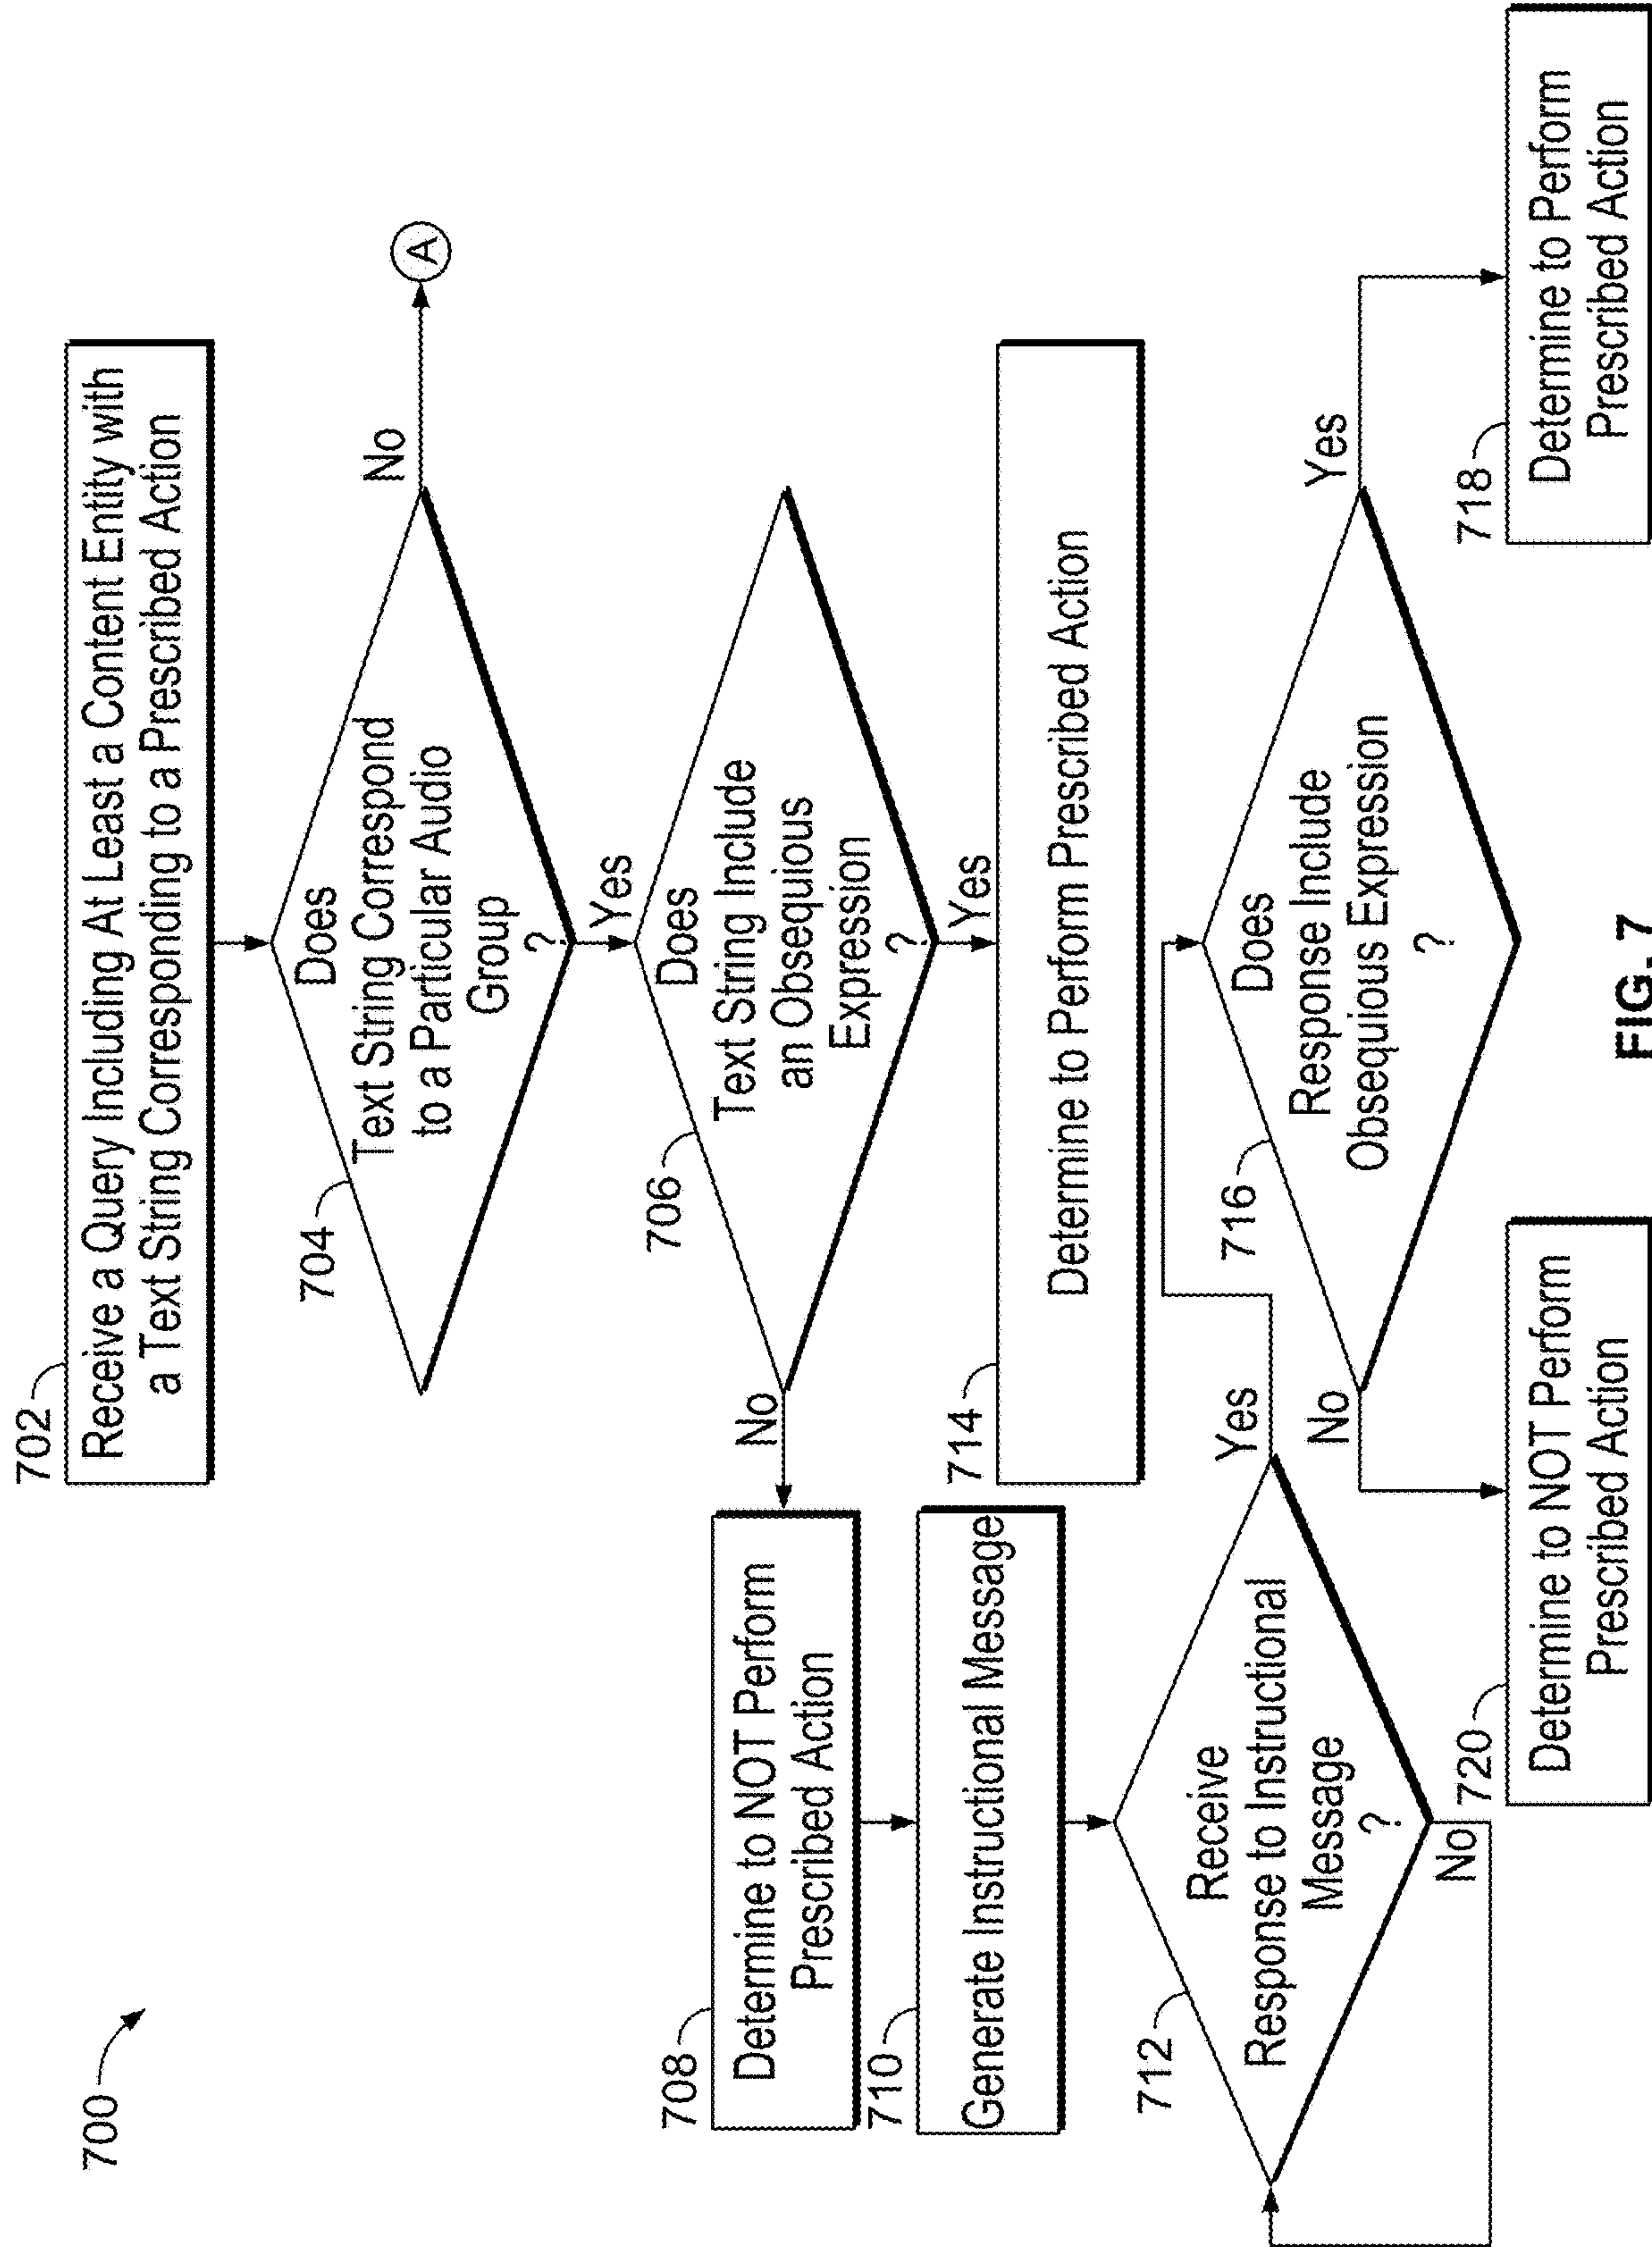 700
702
Receive a Query Including At Least a Content Entity with
a Text String Corresponding to a Prescribed Action
704
Does
Text String Correspond
to a Particular Audio
Group
?
No
A
Yes
706
Does
Text String Include
an Obsequious
Expression
?
No
Yes
708
Determine to NOT Perform
Prescribed Action
710
Generate Instructional Message
714
Determine to Perform Prescribed Action
712
Receive
Response to Instructional
Message
?
Yes
No
716
Does
Response Include
Obsequious Expression
?
No
Yes
720
Determine to NOT Perform
Prescribed Action
718
Determine to Perform
Prescribed Action
FIG. 7